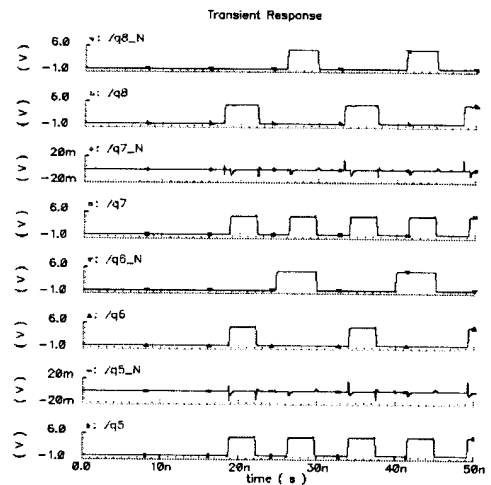 Transient Response
6.0
(V)
-1.0
: /q8_N
6.0
(V)
-1.0
: /q8
20m
(V)
-20m
: /q7_N
6.0
(V)
-1.0
: /q7
6.0
(V)
-1.0
: /q6_N
6.0
(V)
-1.0
: /q6
20m
(V)
-20m
: /q5_N
6.0
(V)
-1.0
: /q5
0.0 10n 20n 30n 40n 50n
time ( s )